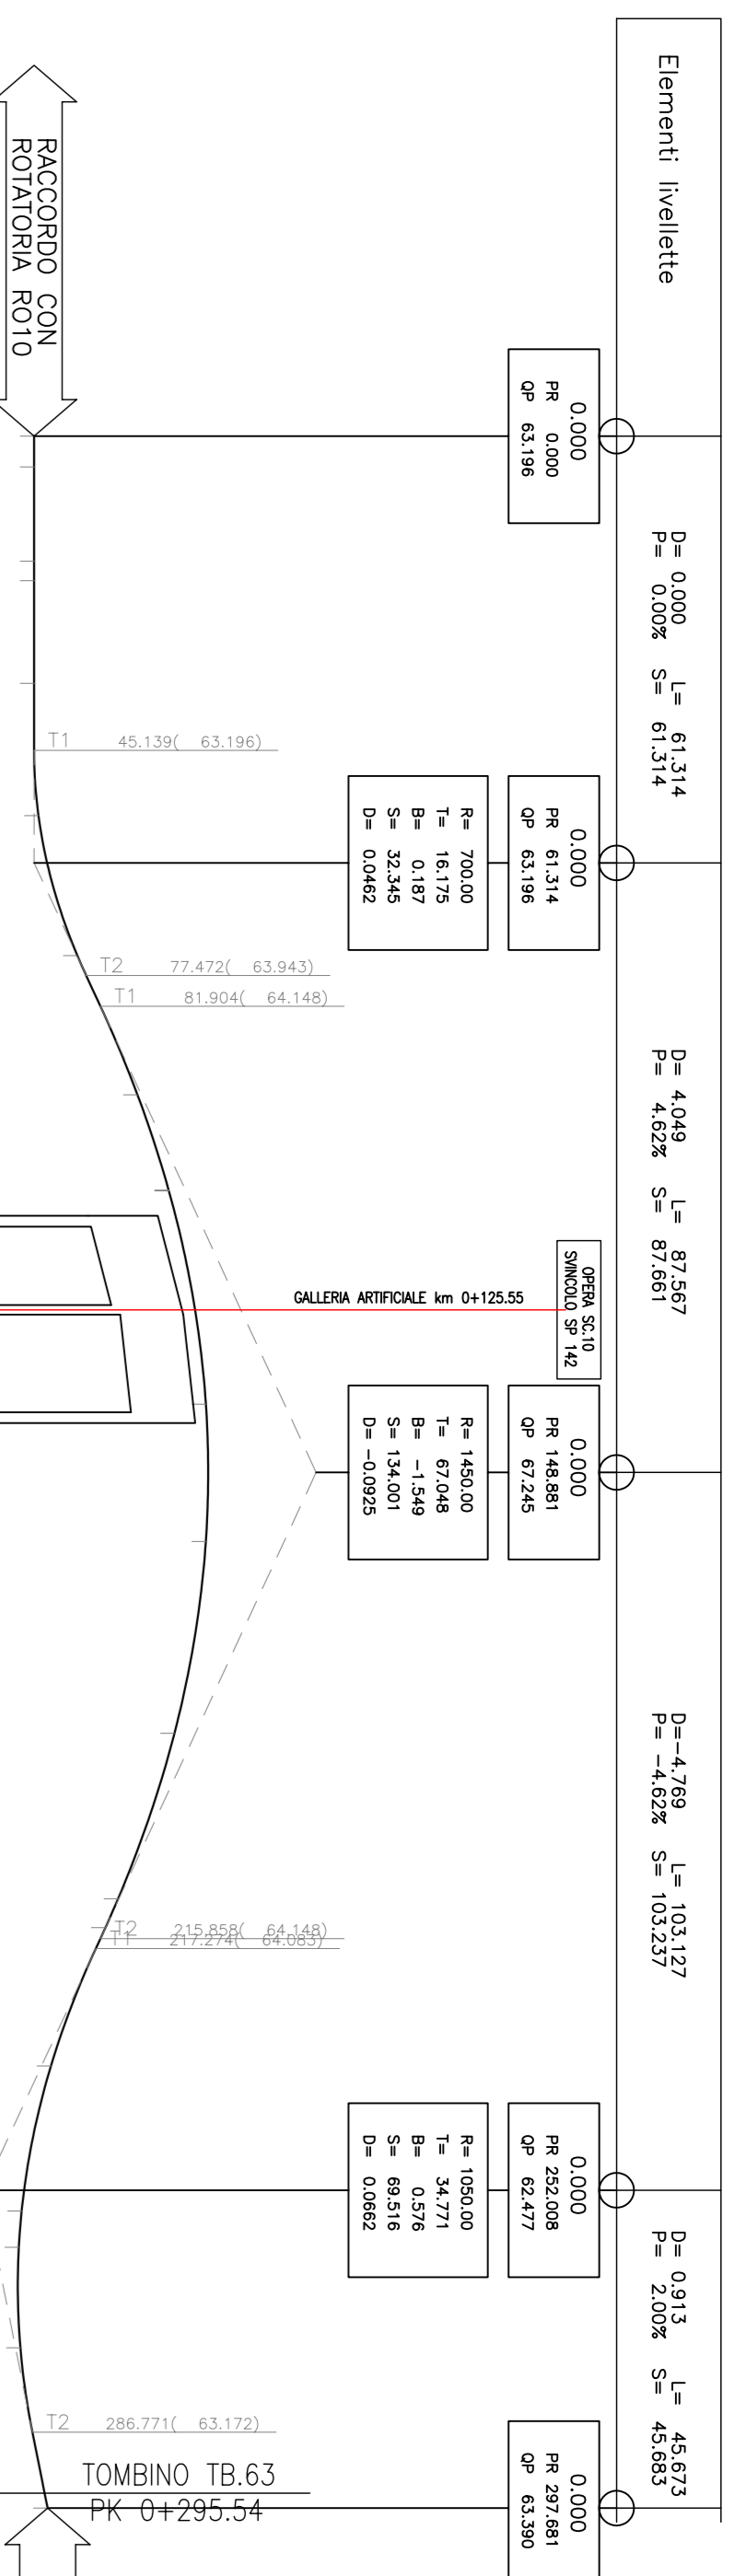 Elementi livellette
RACCORDO CON
ROTATORIA RO10
0.000
PR 0.000
QP 63.196
D= 0.000 L= 61.314
P= 0.00% S= 61.314
T1 45.139( 63.196)
0.000
PR 61.314
QP 63.196
R= 700.00
T= 16.175
B= 0.187
S= 32.345
D= 0.0462
T2 77.472( 63.943)
T1 81.904( 64.148)
D= 4.049 L= 87.567
P= 4.62% S= 87.661
OPERA SC.10
SVINCOLO SP 142
GALLERIA ARTIFICIALE km 0+125.55
0.000
PR 148.881
QP 67.245
R= 1450.00
T= 67.048
B= -1.549
S= 134.001
D= -0.0925
D=-4.769 L= 103.127
P= -4.62% S= 103.237
T2 215.858( 64.148)
T1 217.274( 64.083)
0.000
PR 252.008
QP 62.477
R= 1050.00
T= 34.771
B= 0.576
S= 69.516
D= 0.0662
D= 0.913 L= 45.673
P= 2.00% S= 45.683
T2 286.771( 63.172)
TOMBINO TB.63
PK 0+295.54
0.000
PR 297.681
QP 63.390